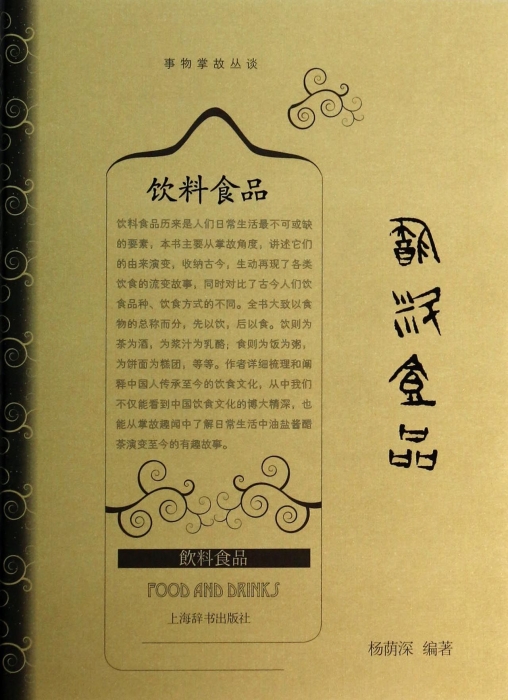 事物掌故丛谈
饮料食品
饮料食品历来是人们日常生活最不可或缺
的要素，本书主要从掌故角度，讲述它们
的由来演变，收纳古今，生动再现了各类
饮食的流变故事，同时对比了古今人们饮
食品种、饮食方式的不同。全书大致以食
物的总称而分，先以饮，后以食。饮则为
茶为酒，为浆汁为乳酪；食则为饭为粥，
为饼面为糕团，等等。作者详细梳理和阐
释中国人传承至今的饮食文化，从中我们
不仅能看到中国饮食文化的博大精深，也
能从掌故趣闻中了解日常生活中油盐酱醋
茶演变至今的有趣故事。
飲料食品
FOOD AND DRINKS
上海辞书出版社
飲料食品
杨荫深 编著